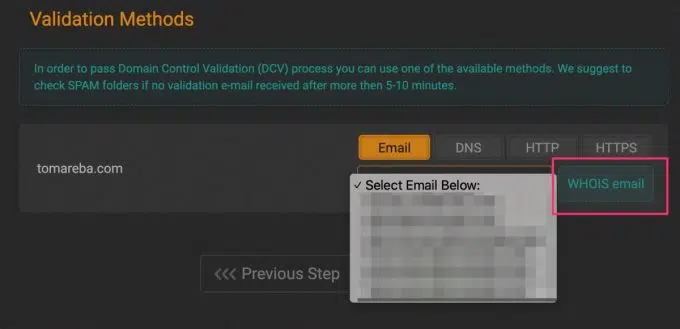 Validation Methods
In order to pass Domain Control Validation (DCV) process you can use one of the available methods. We suggest to
check SPAM folders if no validation e-mail received after more then 5-10 minutes.
Email DNS HTTP HTTPS
tomareba.com
✓ Select Email Below:
WHOIS email
<<< Previous Step